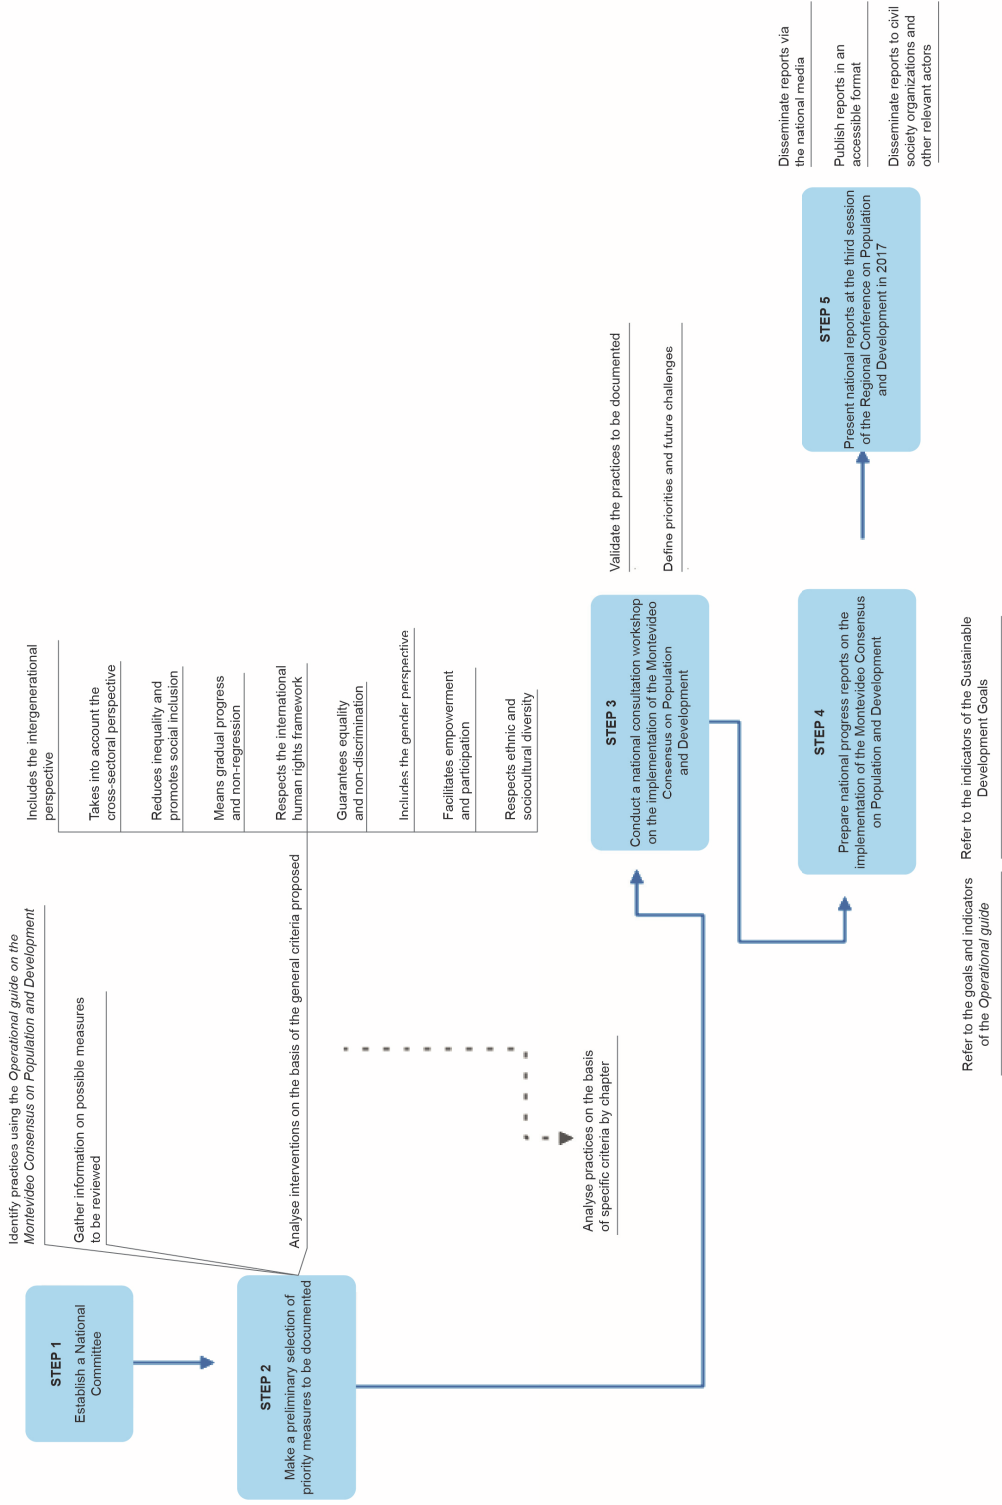 STEP 1
Establish a National
Committee
STEP 2
Make a preliminary selection of
priority measures to be documented
Identify practices using the Operational guide on the
Montevideo Consensus on Population and Development
Gather information on possible measures
to be reviewed
Analyse interventions on the basis of the general criteria proposed
Includes the intergenerational
perspective
Takes into account the
cross-sectoral perspective
Reduces inequality and
promotes social inclusion
Means gradual progress
and non-regression
Respects the international
human rights framework
Guarantees equality
and non-discrimination
Includes the gender perspective
Facilitates empowerment
and participation
Respects ethnic and
sociocultural diversity
Analyse practices on the basis
of specific criteria by chapter
STEP 3
Conduct a national consultation workshop
on the implementation of the Montevideo
Consensus on Population
and Development
Validate the practices to be documented
Define priorities and future challenges
STEP 4
Prepare national progress reports on the
implementation of the Montevideo Consensus
on Population and Development
Refer to the goals and indicators
of the Operational guide
Refer to the indicators of the Sustainable
Development Goals
STEP 5
Present national reports at the third session
of the Regional Conference on Population
and Development in 2017
Disseminate reports via
the national media
Publish reports in an
accessible format
Disseminate reports to civil
society organizations and
other relevant actors